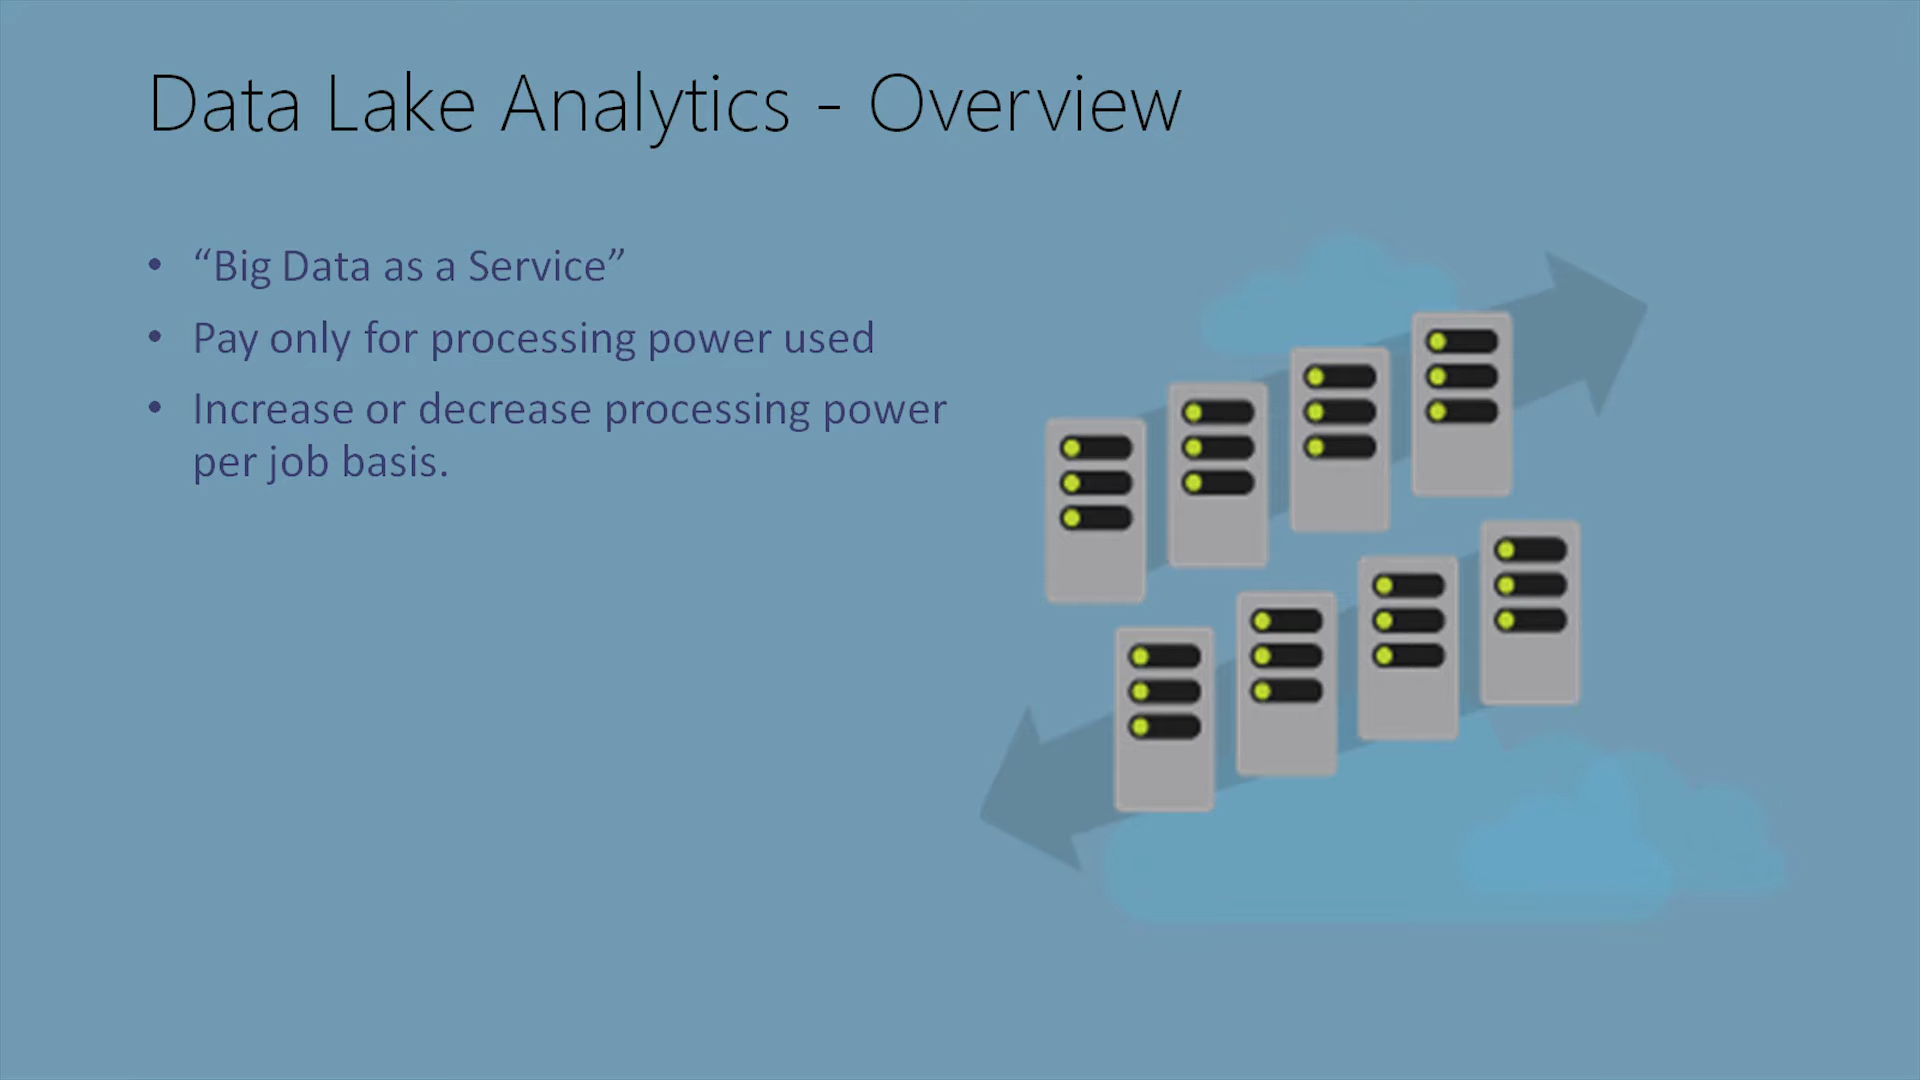 Data Lake Analytics - Overview
• “Big Data as a Service”
• Pay only for processing power used
• Increase or decrease processing power
per job basis.